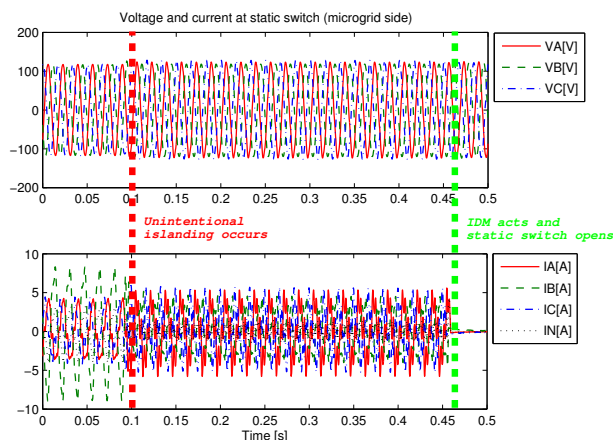 Voltage and current at static switch (microgrid side)
200
100
0
−100
−200
0 0.05 0.1 0.15 0.2 0.25 0.3 0.35 0.4 0.45 0.5
VA[V]
VB[V]
VC[V]
Unintentional
islanding occurs
IDM acts and
static switch opens
10
5
0
−5
−10
0 0.05 0.1 0.15 0.2 0.25 0.3 0.35 0.4 0.45 0.5
Time [s]
IA[A]
IB[A]
IC[A]
IN[A]